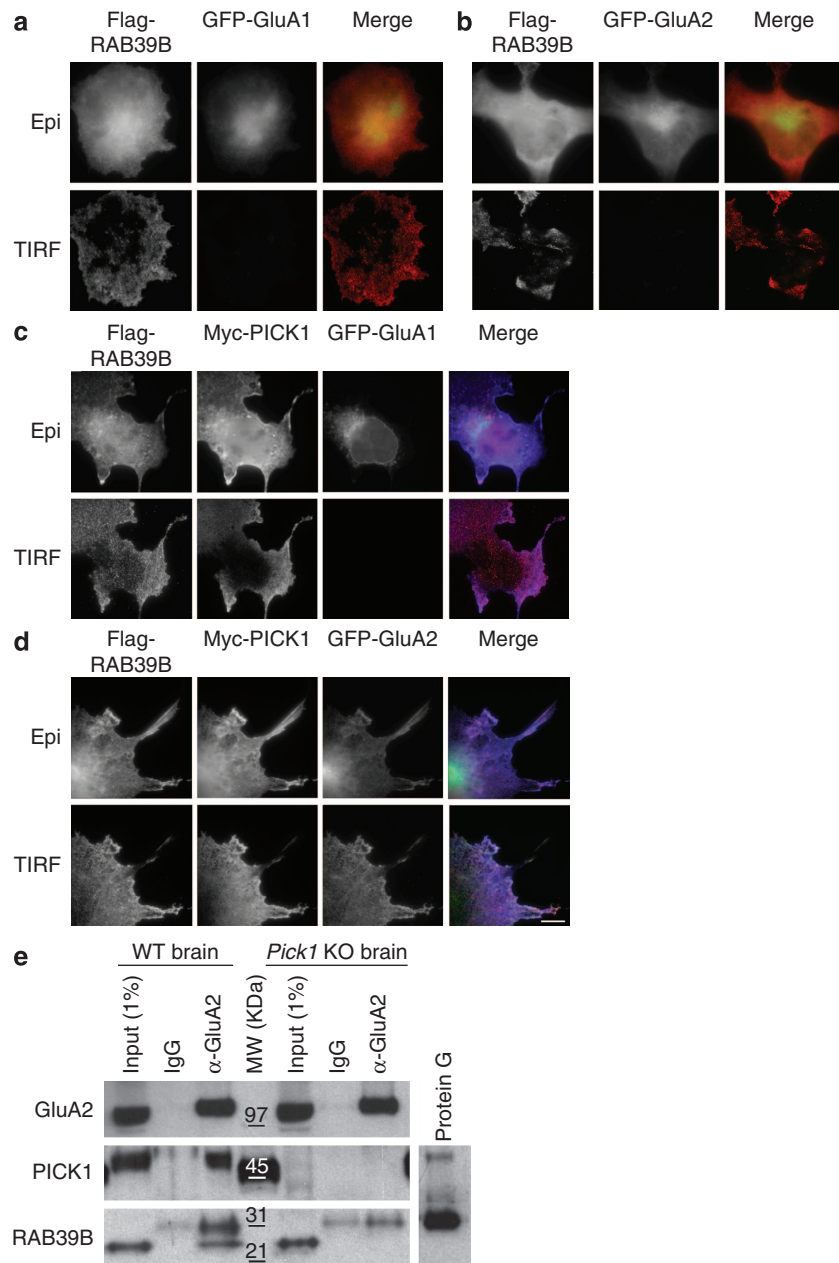 a
Flag-
RAB39B
GFP-GluA1
Merge
Epi
TIRF
b
Flag-
RAB39B
GFP-GluA2
Merge
c
Flag-
RAB39B
Myc-PICK1
GFP-GluA1
Merge
Epi
TIRF
d
Flag-
RAB39B
Myc-PICK1
GFP-GluA2
Merge
Epi
TIRF
e
WT brain
Pick1 KO brain
Input (1%)
IgG
α-GluA2
MW (KDa)
Input (1%)
IgG
α-GluA2
Protein G
GluA2
97
PICK1
45
RAB39B
31
21